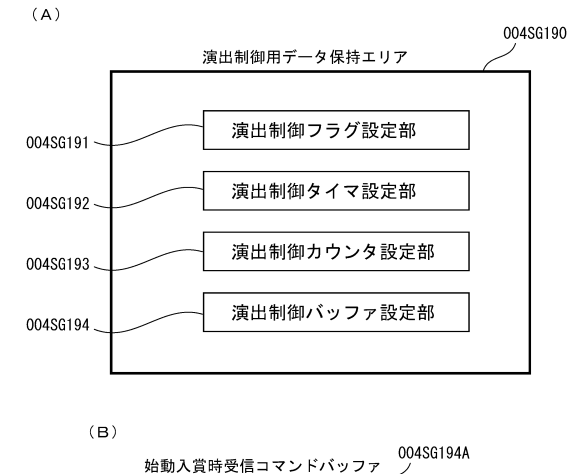 (A)
004SG190
演出制御用データ保持エリア
演出制御フラグ設定部
004SG191
演出制御タイマ設定部
004SG192
演出制御カウンタ設定部
004SG193
演出制御バッファ設定部
004SG194
(B)
004SG194A
始動入賞時受信コマンドバッファ